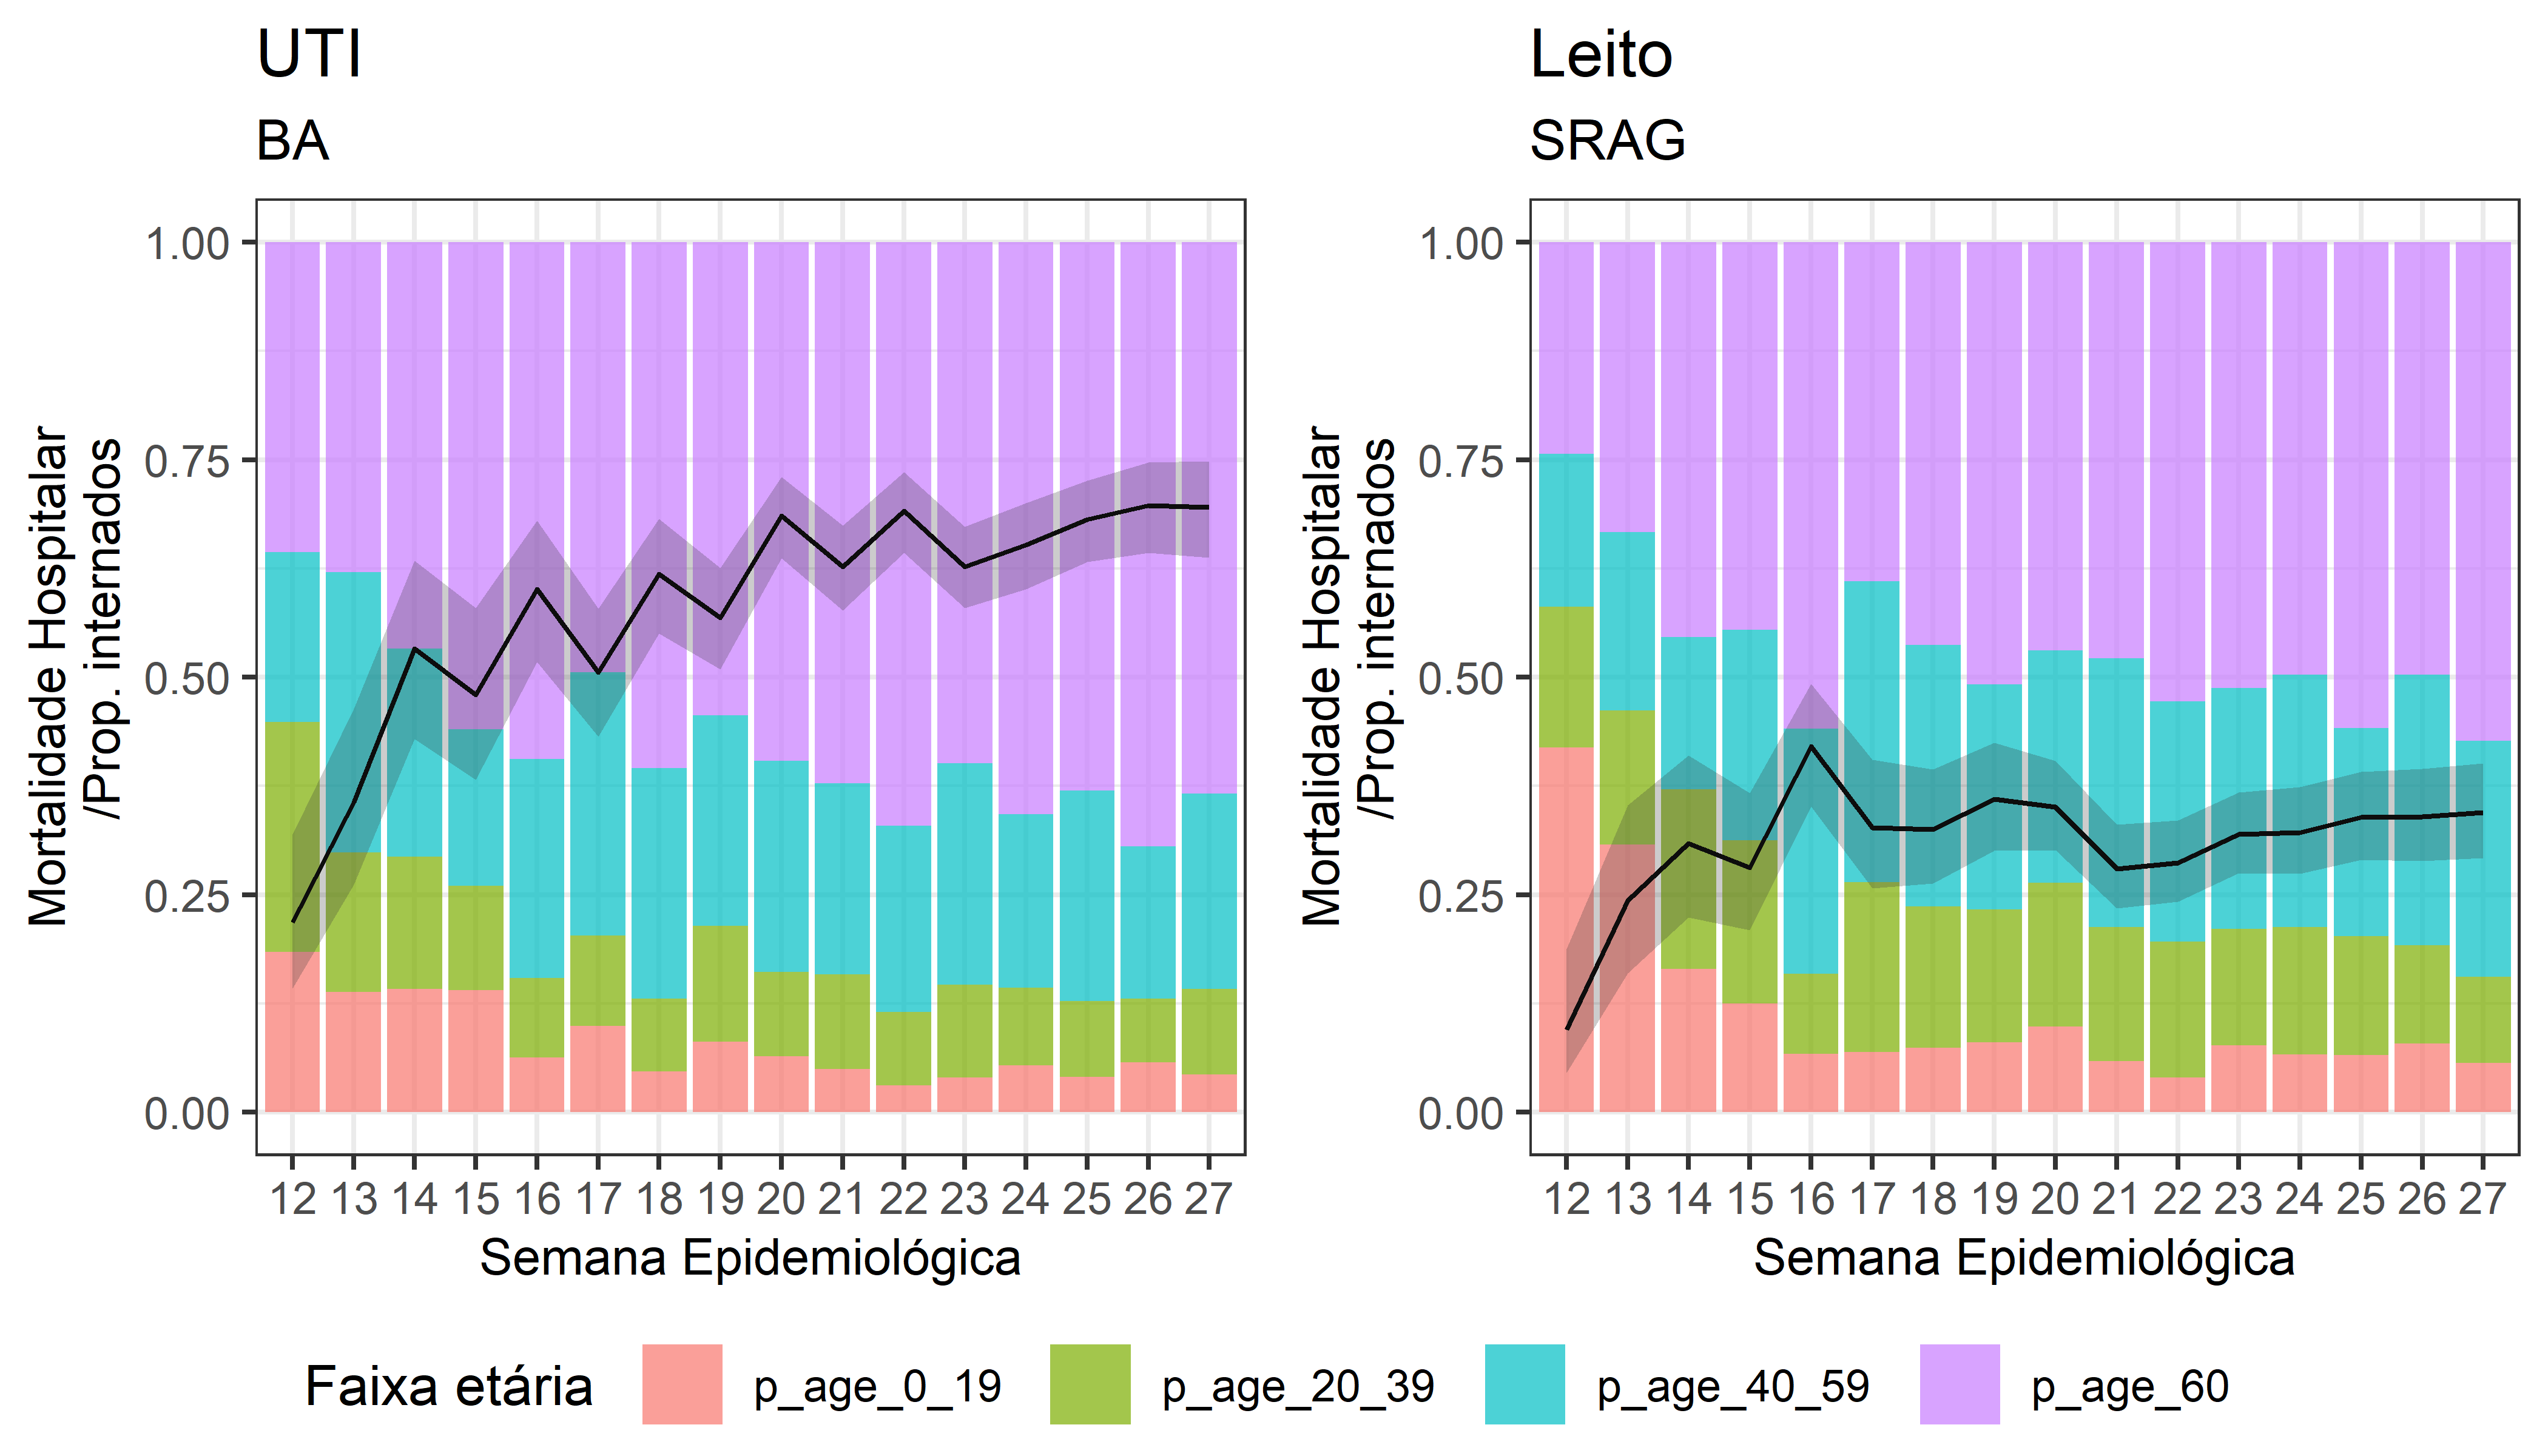 UTI
BA
Mortalidade Hospitalar
/Prop. internados
1.00
0.75
0.50
0.25
0.00
12 13 14 15 16 17 18 19 20 21 22 23 24 25 26 27
Semana Epidemiológica
Leito
SRAG
Mortalidade Hospitalar
/Prop. internados
1.00
0.75
0.50
0.25
0.00
12 13 14 15 16 17 18 19 20 21 22 23 24 25 26 27
Semana Epidemiológica
Faixa etária p_age_0_19 p_age_20_39 p_age_40_59 p_age_60